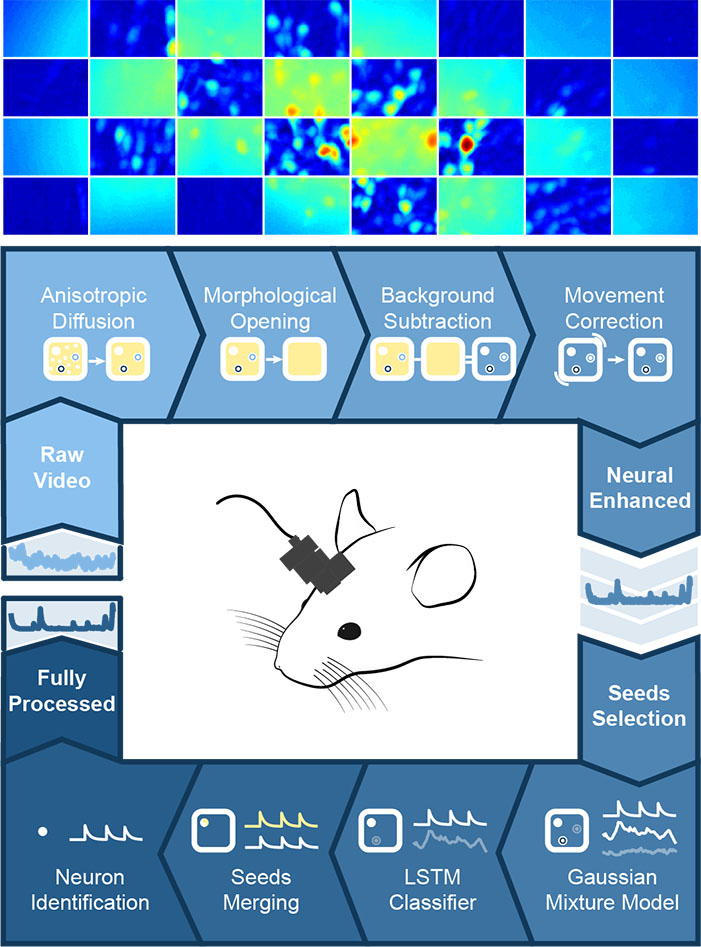 Anisotropic
Diffusion
Morphological
Opening
Background
Subtraction
Movement
Correction
Raw
Video
Neural
Enhanced
Fully
Processed
Seeds
Selection
Neuron
Identification
Seeds
Merging
LSTM
Classifier
Gaussian
Mixture Model